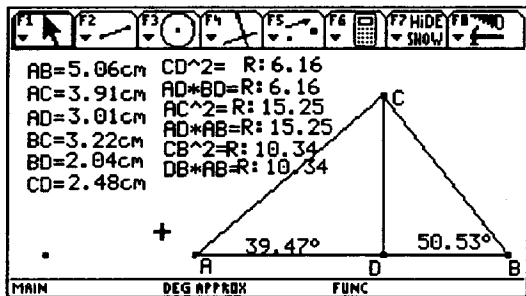 F1 F2 F3 F4 F5 F6 F7 HiDE SHOW F8
AB=5.06cm
AC=3.91cm
AD=3.01cm
BC=3.22cm
BD=2.04cm
CD=2.48cm
CD^2= R:6.16
AD*BD=R:6.16
AC^2=R:15.25
AD*AB=R:15.25
CB^2=R:10.34
DB*AB=R:10.34
C
39.47° 50.53°
A D B
MAIN DEG APPROX FUNC